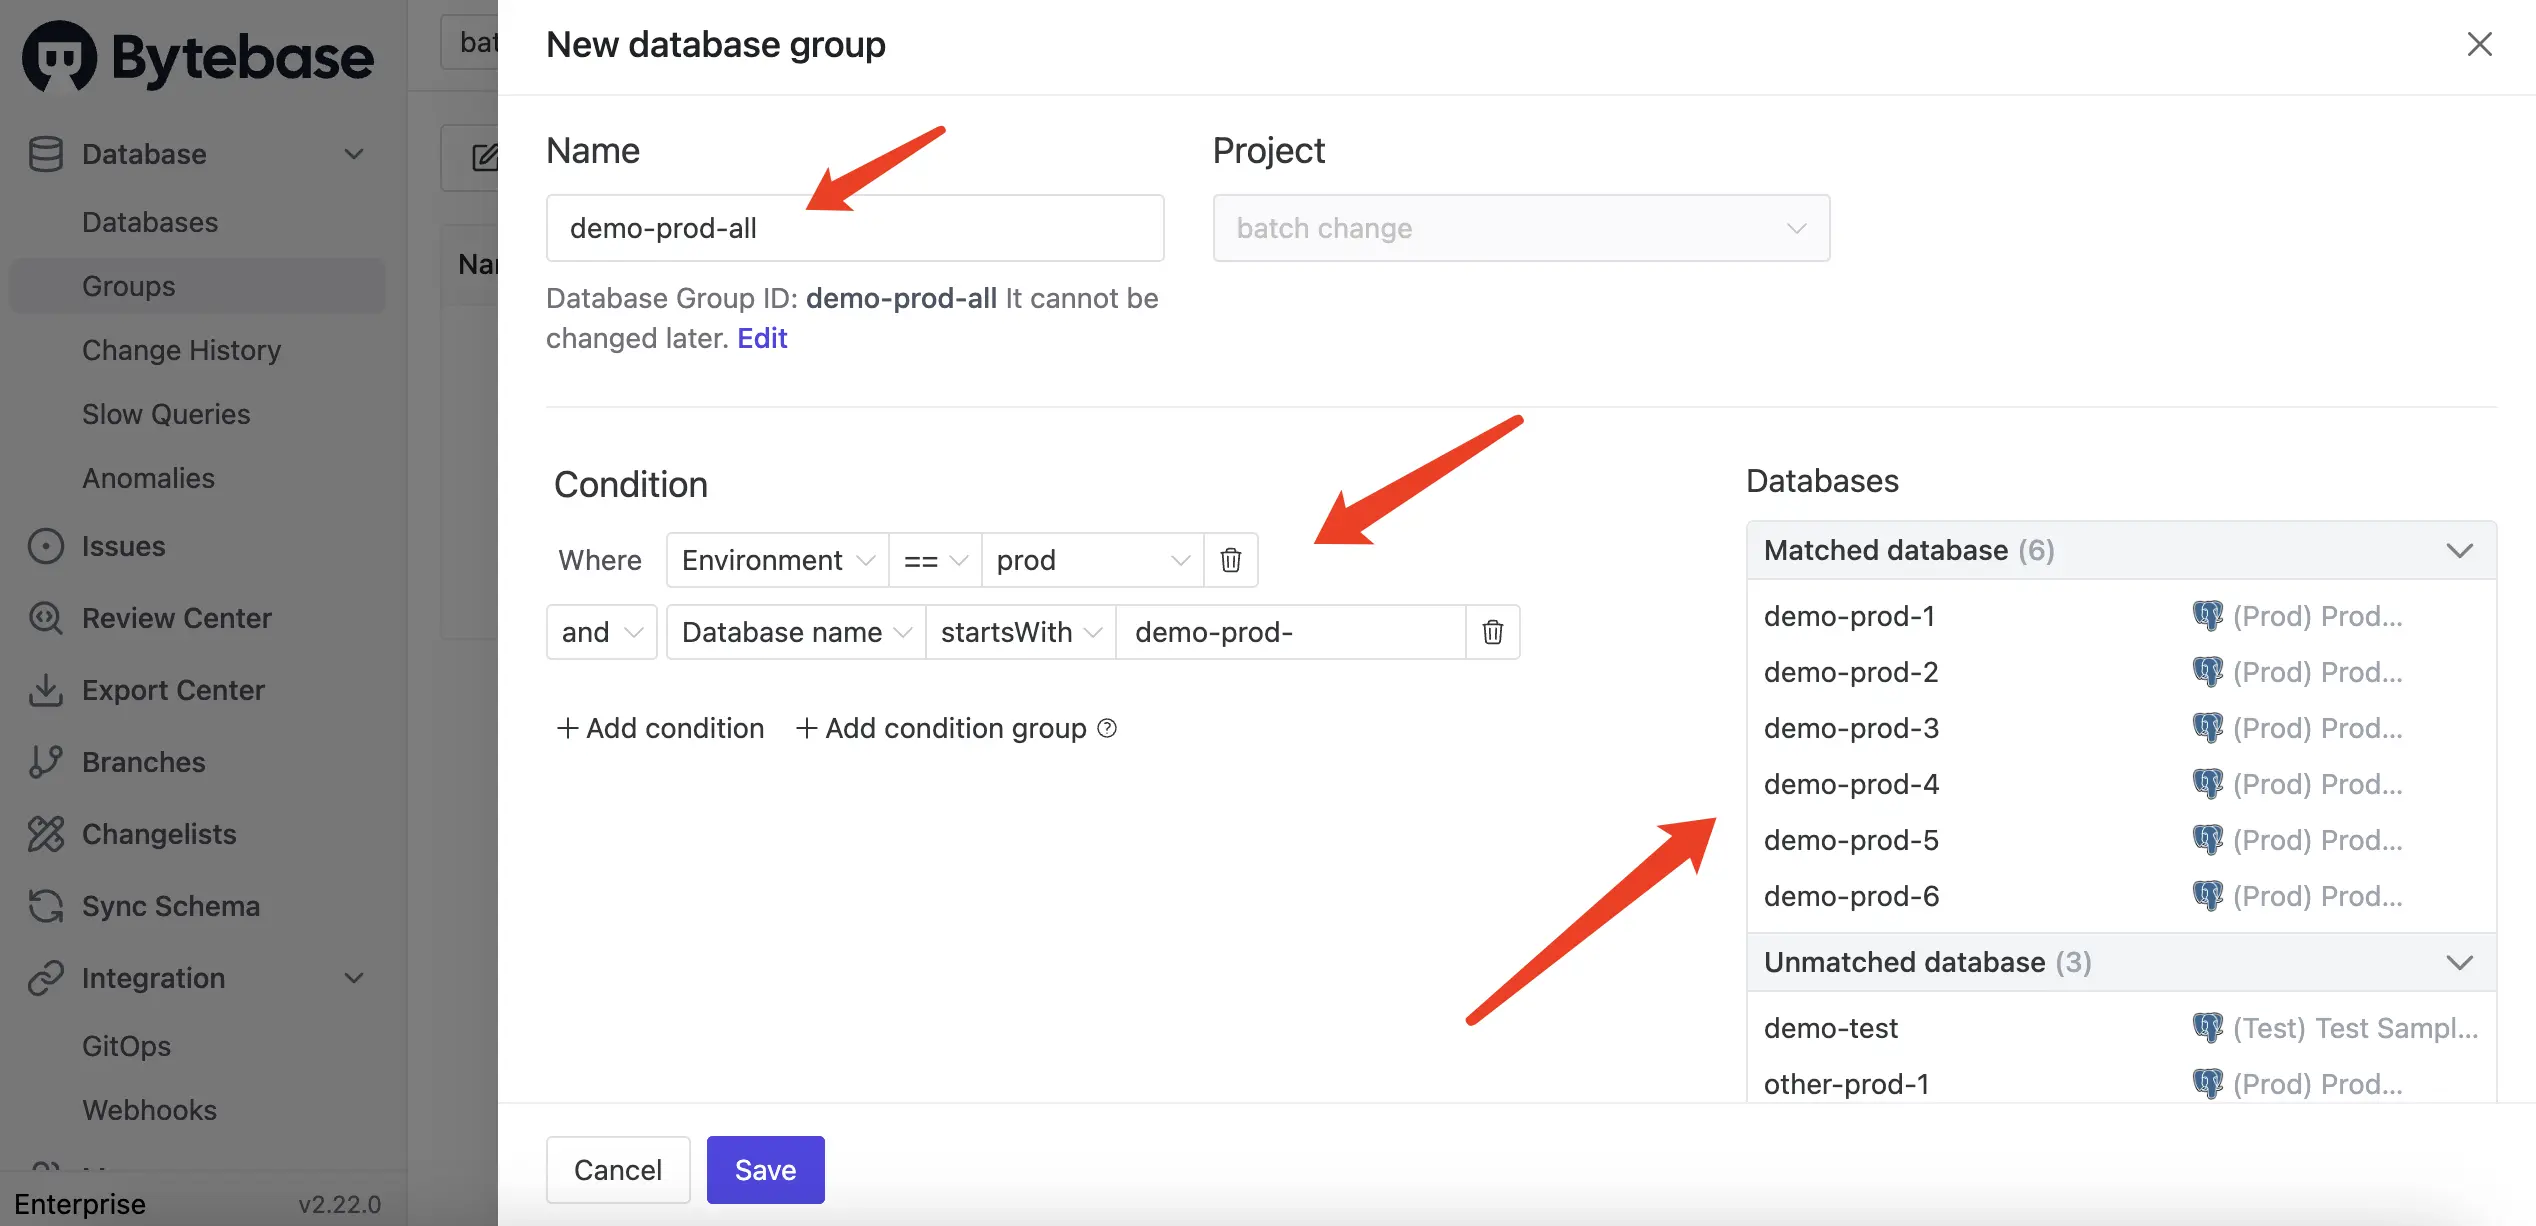 Bytebase
Database
Databases
Groups
Change History
Slow Queries
Anomalies
Issues
Review Center
Export Center
Branches
Changelists
Sync Schema
Integration
GitOps
Webhooks
Enterprise v2.22.0
bat
Nar
New database group
Name
demo-prod-all
Database Group ID: demo-prod-all It cannot be
changed later. Edit
Project
batch change
Condition
Where Environment == prod
and Database name startsWith demo-prod-
Add condition Add condition group
Databases
Matched database (6)
demo-prod-1 (Prod) Prod...
demo-prod-2 (Prod) Prod...
demo-prod-3 (Prod) Prod...
demo-prod-4 (Prod) Prod...
demo-prod-5 (Prod) Prod...
demo-prod-6 (Prod) Prod...
Unmatched database (3)
demo-test (Test) Test Sampl...
other-prod-1 (Prod) Prod...
Cancel Save